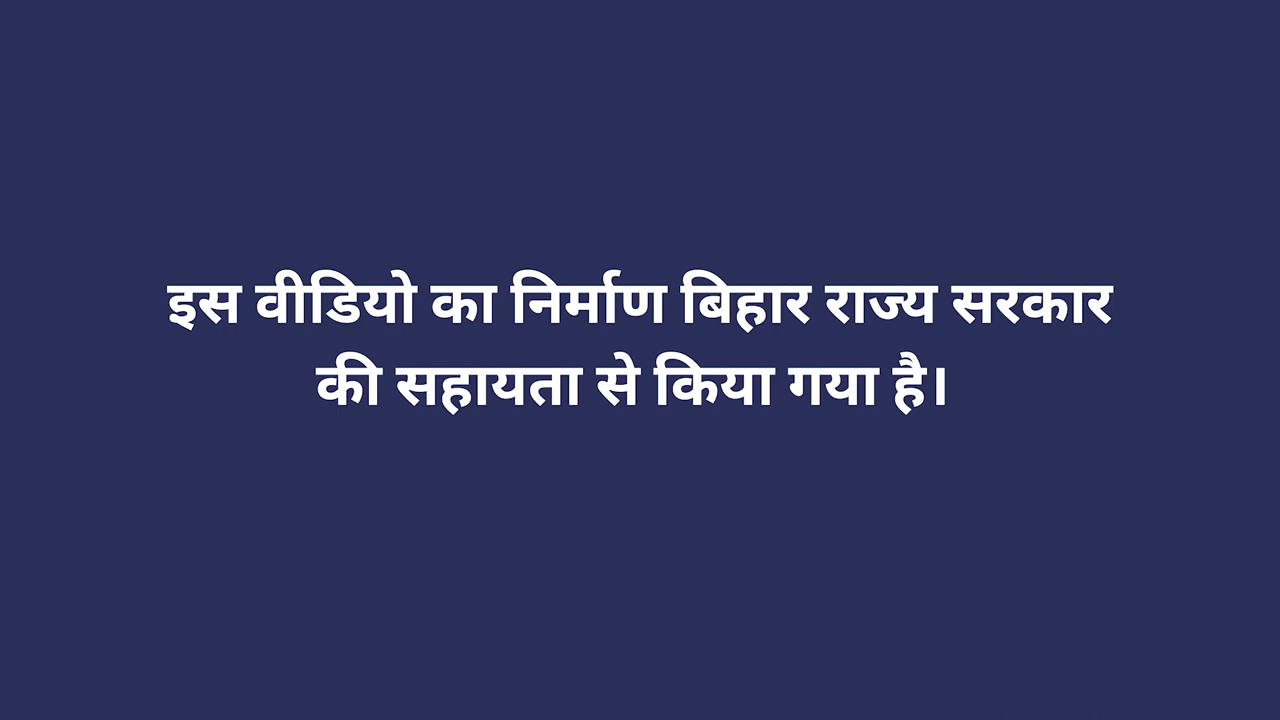 इस वीडियो का निर्माण बिहार राज्य सरकार
की सहायता से किया गया है।